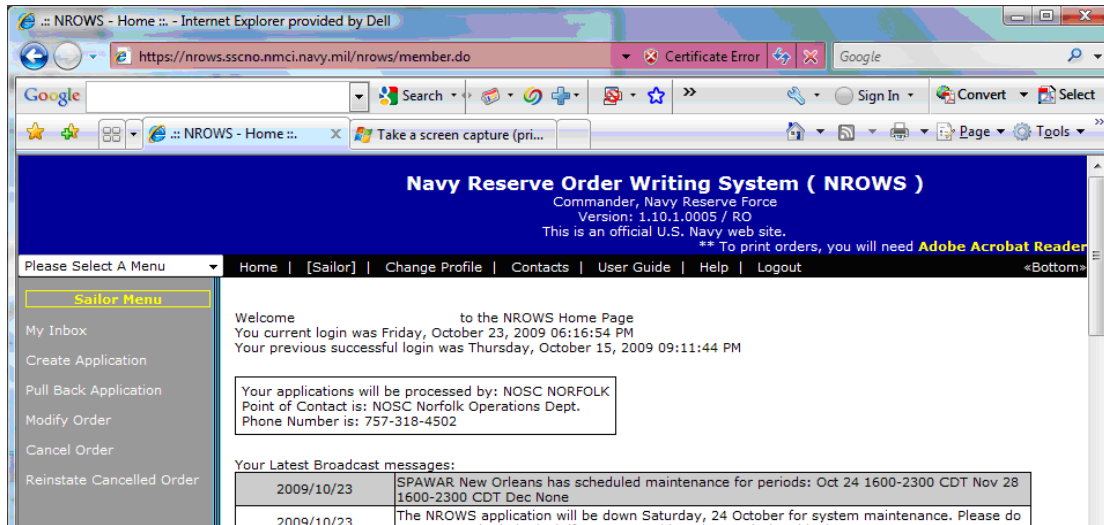 .:: NROWS - Home ::. - Internet Explorer provided by Dell
https://nrows.sscno.nmci.navy.mil/nrows/member.do
Certificate Error
Google
Google
Search
»
Sign In
Convert
Select
.:: NROWS - Home ::.
Take a screen capture (pri...
Page
Tools
»
Navy Reserve Order Writing System ( NROWS )
Commander, Navy Reserve Force
Version: 1.10.1.0005 / RO
This is an official U.S. Navy web site.
** To print orders, you will need Adobe Acrobat Reader
Please Select A Menu
Home | [Sailor] | Change Profile | Contacts | User Guide | Help | Logout
«Bottom»
Sailor Menu
My Inbox
Create Application
Pull Back Application
Modify Order
Cancel Order
Reinstate Cancelled Order
Welcome to the NROWS Home Page
You current login was Friday, October 23, 2009 06:16:54 PM
Your previous successful login was Thursday, October 15, 2009 09:11:44 PM
Your applications will be processed by: NOSC NORFOLK
Point of Contact is: NOSC Norfolk Operations Dept.
Phone Number is: 757-318-4502
Your Latest Broadcast messages:
2009/10/23
SPAWAR New Orleans has scheduled maintenance for periods: Oct 24 1600-2300 CDT Nov 28
1600-2300 CDT Dec None
2009/10/23
The NROWS application will be down Saturday, 24 October for system maintenance. Please do